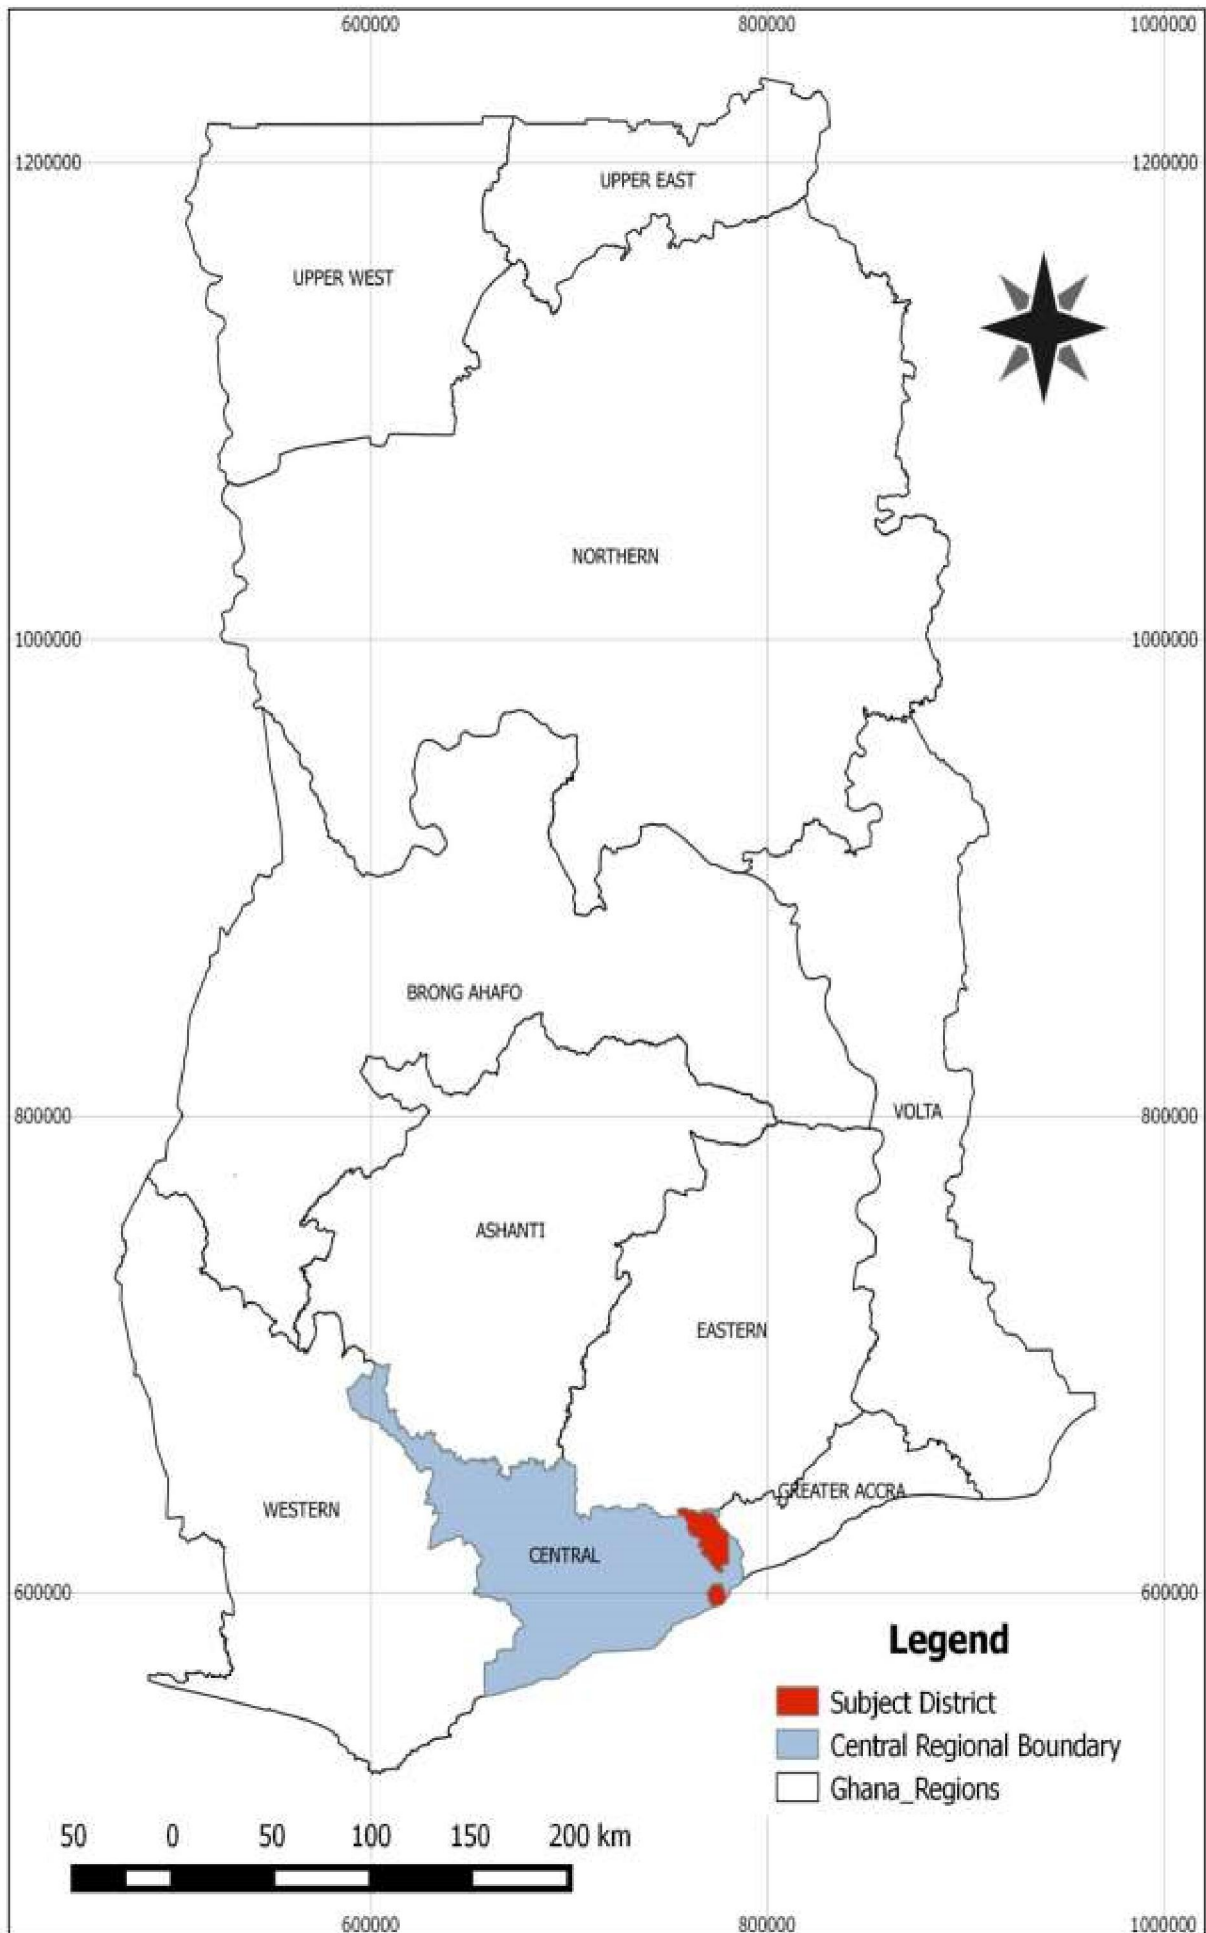 600000 800000 1000000
1200000 1200000
UPPER EAST
UPPER WEST
NORTHERN
1000000 1000000
BRONG AHAFO
800000 VOLTA 800000
ASHANTI
EASTERN
GREATER ACCRA
WESTERN
CENTRAL
600000 600000
Legend
Subject District
Central Regional Boundary
Ghana_Regions
50 0 50 100 150 200 km
600000 800000 1000000